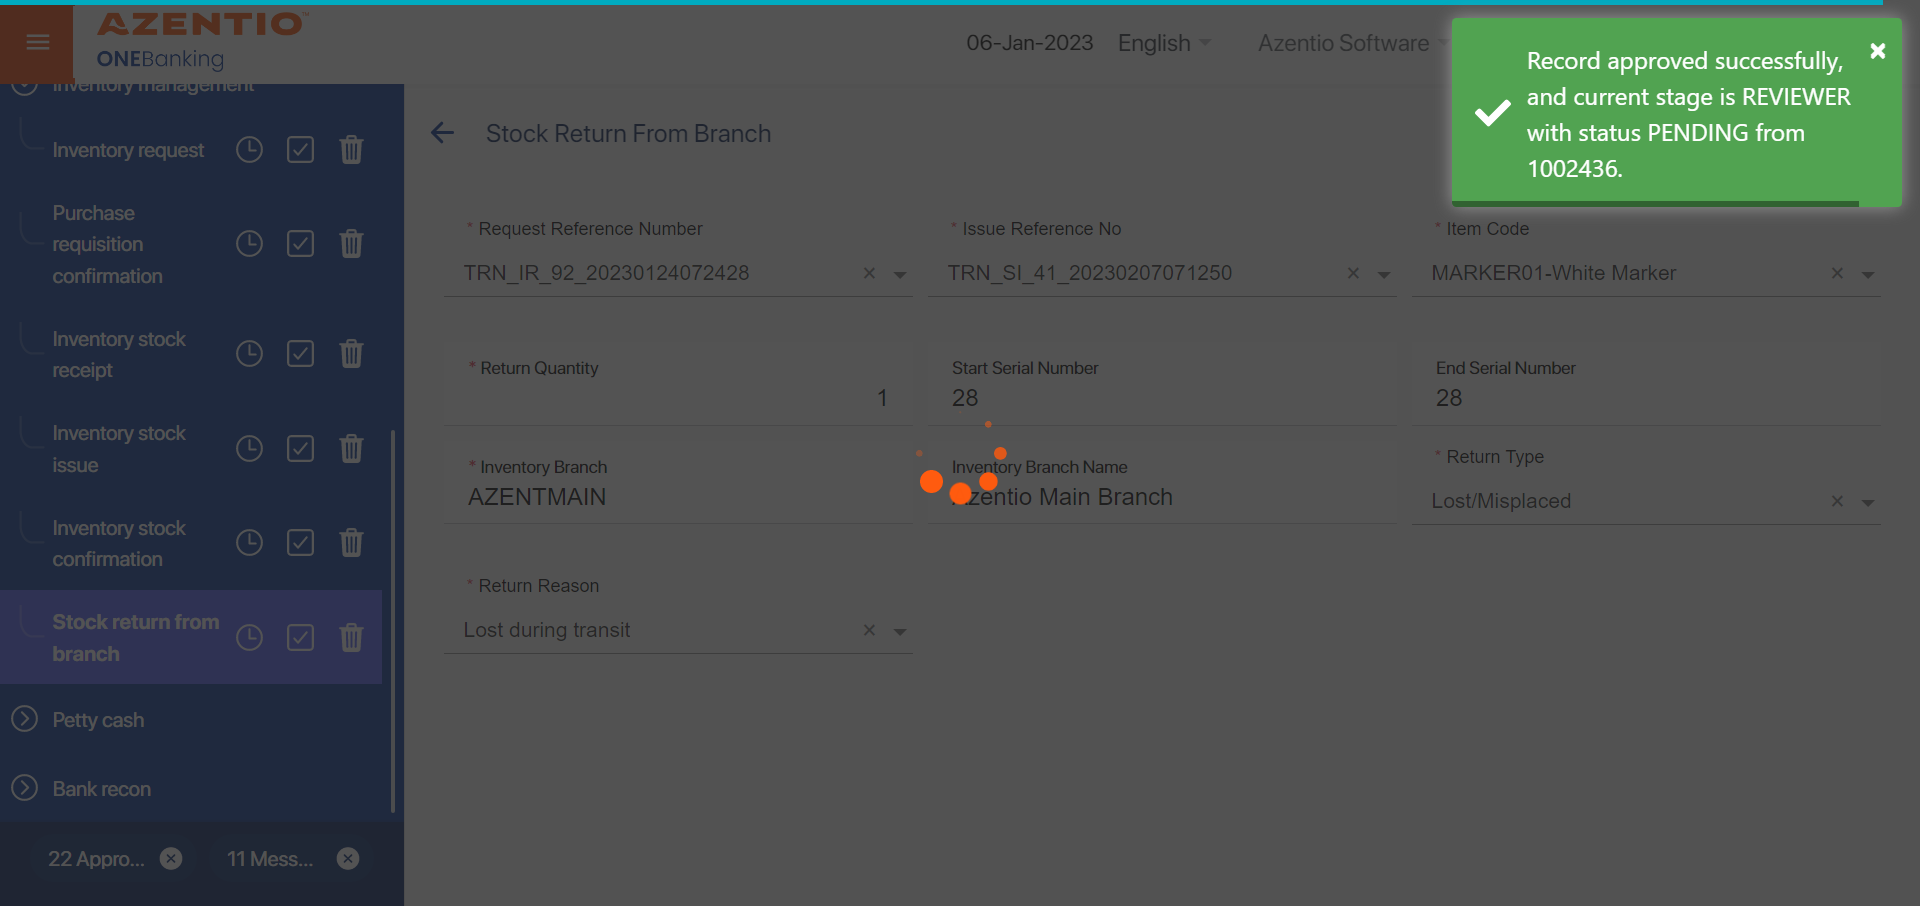 AZENTIO™
ONEBanking
06-Jan-2023
English
Azentio Software
Record approved successfully,
and current stage is REVIEWER
with status PENDING from
1002436.
Inventory management
Inventory request
Purchase
requisition
confirmation
Inventory stock
receipt
Inventory stock
issue
Inventory stock
confirmation
Stock return from
branch
Petty cash
Bank recon
22 Appro...
11 Mess...
Stock Return From Branch
* Request Reference Number
TRN_IR_92_20230124072428
* Issue Reference No
TRN_SI_41_20230207071250
* Item Code
MARKER01-White Marker
* Return Quantity
1
Start Serial Number
28
End Serial Number
28
* Inventory Branch
AZENTMAIN
Inventory Branch Name
Azentio Main Branch
* Return Type
Lost/Misplaced
* Return Reason
Lost during transit